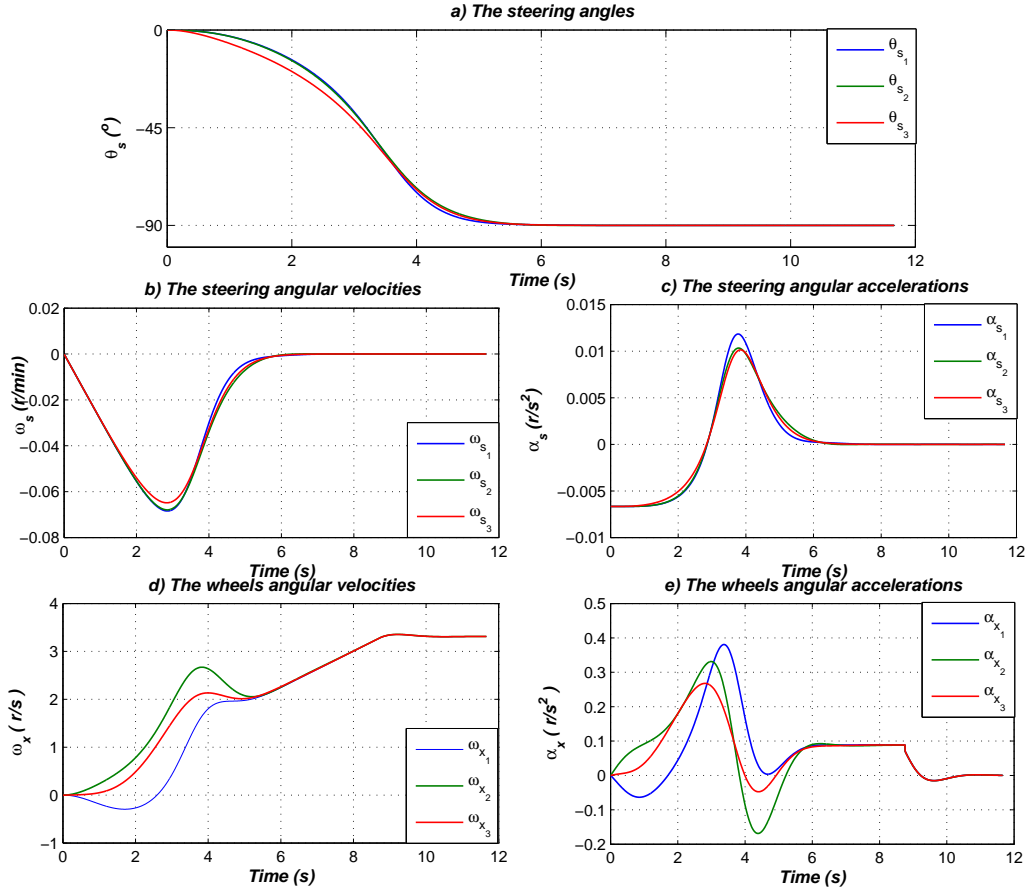 a) The steering angles
0
−45
−90
θs (o)
θs1
θs2
θs3
0 2 4 6 8 10 12
Time (s)
b) The steering angular velocities
0.02
0
−0.02
−0.04
−0.06
−0.08
ωs (r/min)
ωs1
ωs2
ωs3
0 2 4 6 8 10 12
Time (s)
c) The steering angular accelerations
0.015
0.01
0.005
0
−0.005
−0.01
αs (r/s2)
αs1
αs2
αs3
0 2 4 6 8 10 12
Time (s)
d) The wheels angular velocities
4
3
2
1
0
−1
ωx ( r/s)
ωx1
ωx2
ωx3
0 2 4 6 8 10 12
Time (s)
e) The wheels angular accelerations
0.5
0.4
0.3
0.2
0.1
0
−0.1
−0.2
αx ( r/s2)
αx1
αx2
αx3
0 2 4 6 8 10 12
Time (s)